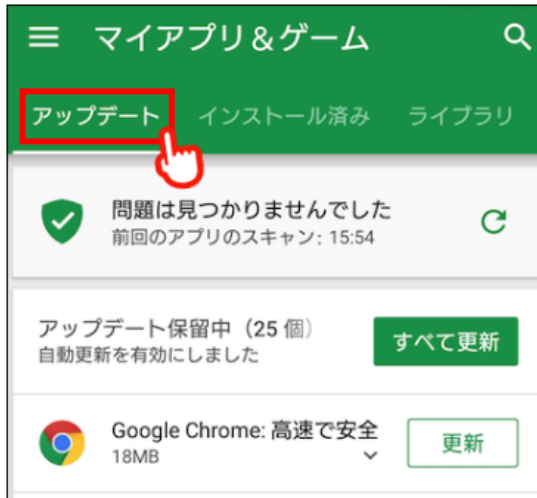 マイアプリ＆ゲーム
アップデート インストール済み ライブラリ
問題は見つかりませんでした
前回のアプリのスキャン: 15:54
アップデート保留中（25 個）
自動更新を有効にしました
すべて更新
Google Chrome: 高速で安全
18MB
更新